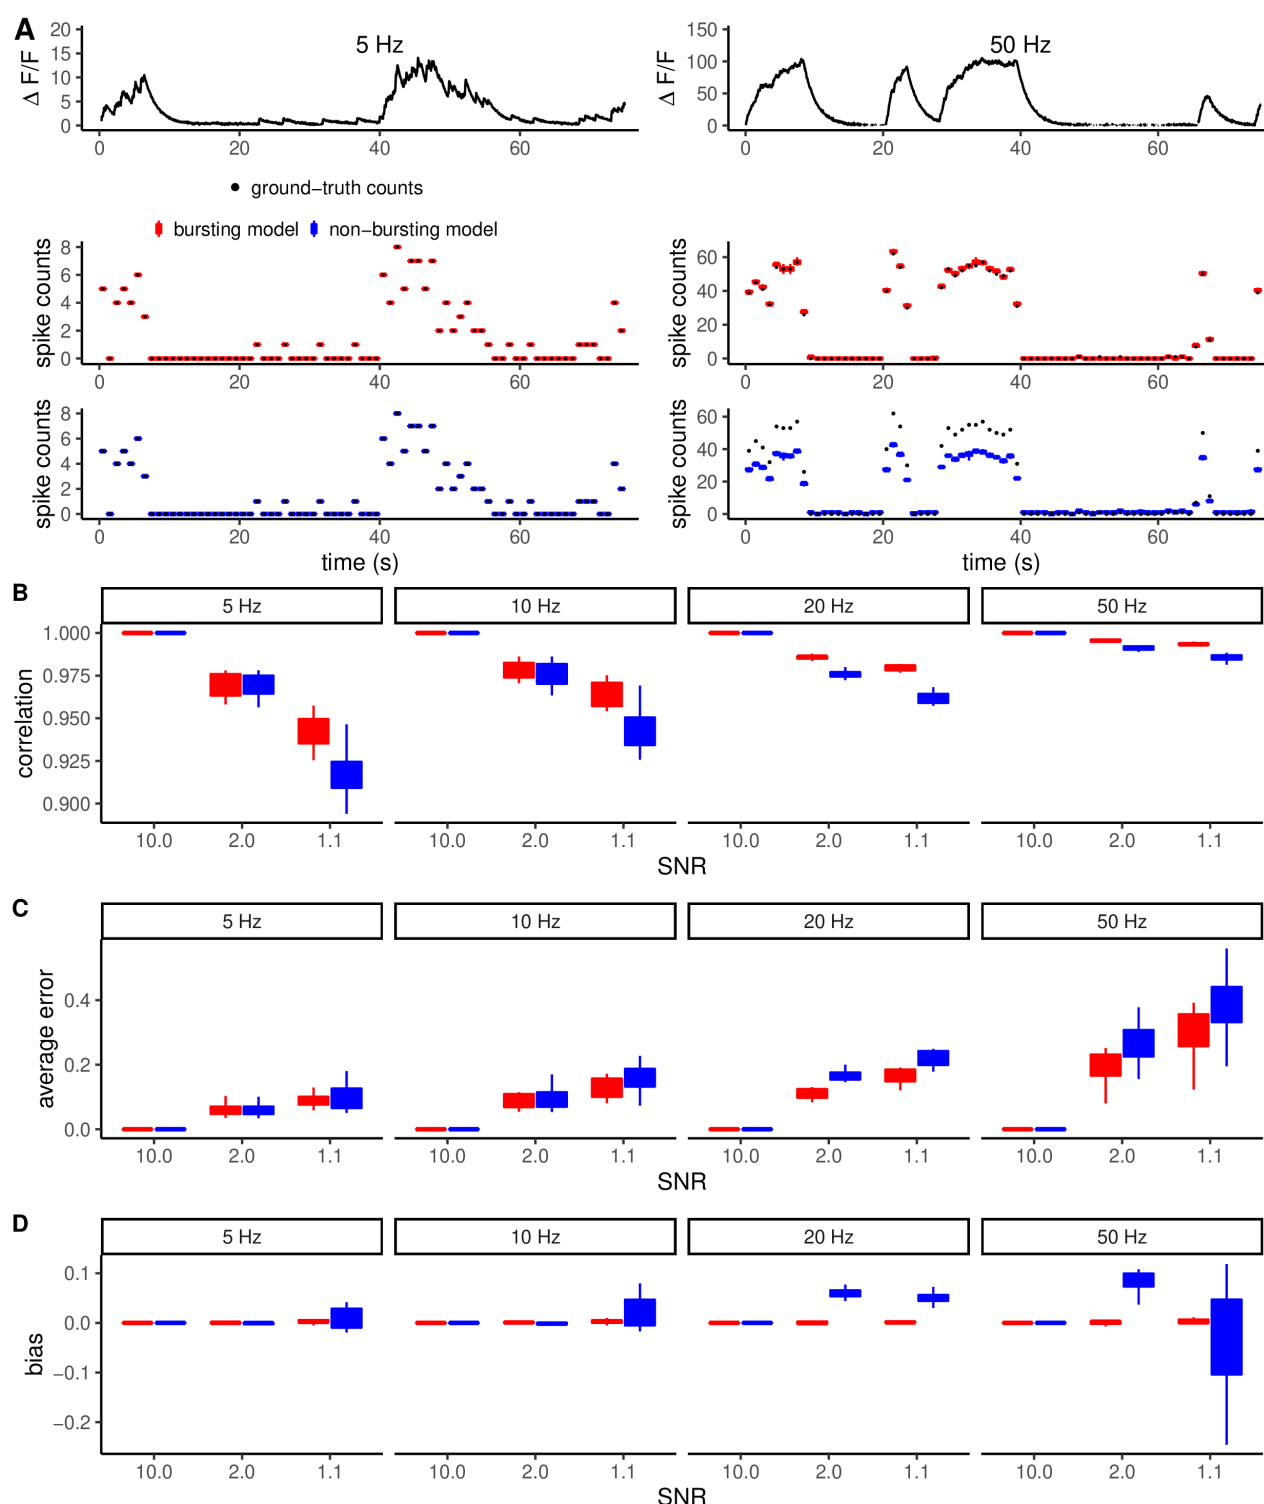 A
5 Hz
50 Hz
Δ F/F
20
15
10
5
0
0 20 40 60
Δ F/F
150
100
50
0
0 20 40 60
ground−truth counts
bursting model non−bursting model
spike counts
8
6
4
2
0
0 20 40 60
spike counts
60
40
20
0
0 20 40 60
spike counts
8
6
4
2
0
0 20 40 60
time (s)
spike counts
60
40
20
0
0 20 40 60
time (s)
B
5 Hz 10 Hz 20 Hz 50 Hz
correlation
1.000
0.975
0.950
0.925
0.900
10.0 2.0 1.1 10.0 2.0 1.1 10.0 2.0 1.1 10.0 2.0 1.1
SNR
C
5 Hz 10 Hz 20 Hz 50 Hz
average error
0.4
0.2
0.0
10.0 2.0 1.1 10.0 2.0 1.1 10.0 2.0 1.1 10.0 2.0 1.1
SNR
D
5 Hz 10 Hz 20 Hz 50 Hz
bias
0.1
0.0
−0.1
−0.2
10.0 2.0 1.1 10.0 2.0 1.1 10.0 2.0 1.1 10.0 2.0 1.1
SNR